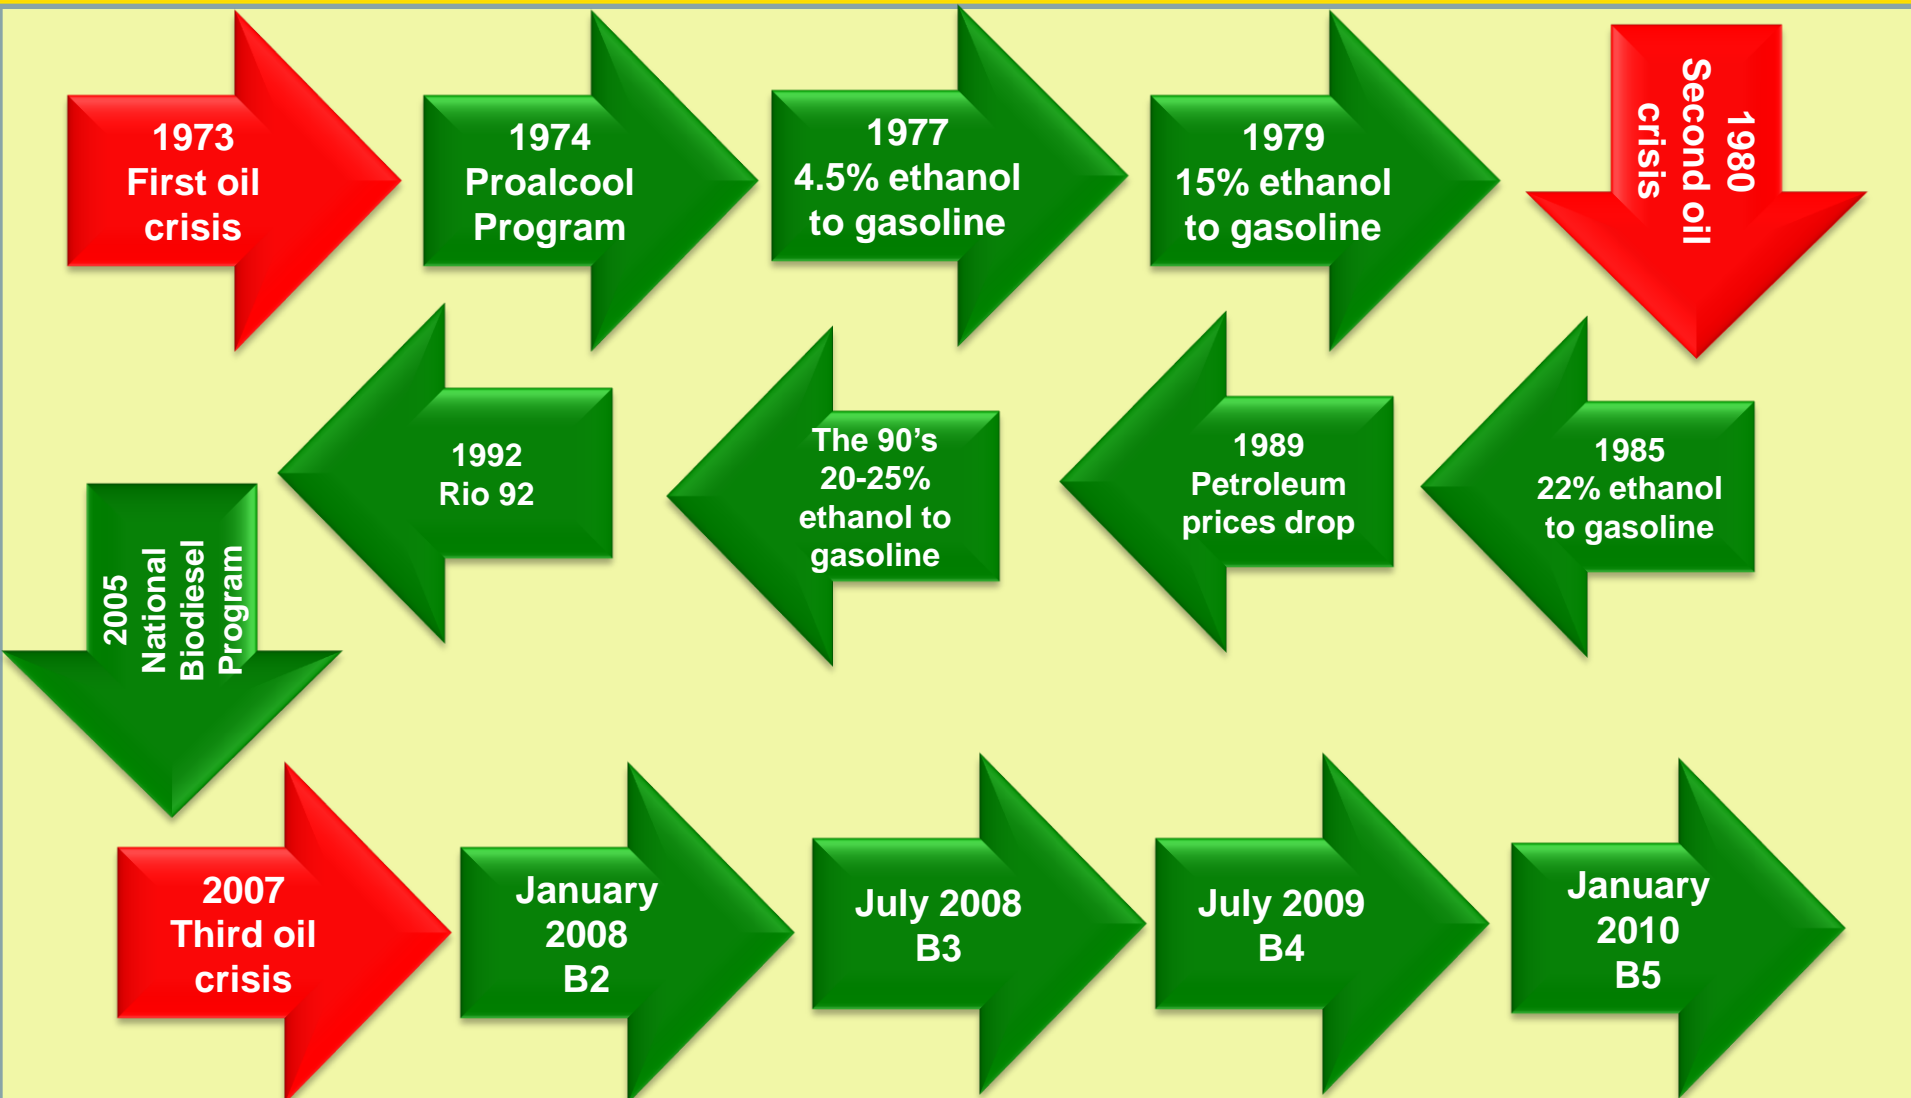 1973
First oil
crisis
1974
Proalcool
Program
1977
4.5% ethanol
to gasoline
1979
15% ethanol
to gasoline
1980
Second oil
crisis
1985
22% ethanol
to gasoline
1989
Petroleum
prices drop
The 90’s
20-25%
ethanol to
gasoline
1992
Rio 92
2005
National
Biodiesel
Program
2007
Third oil
crisis
January
2008
B2
July 2008
B3
July 2009
B4
January
2010
B5